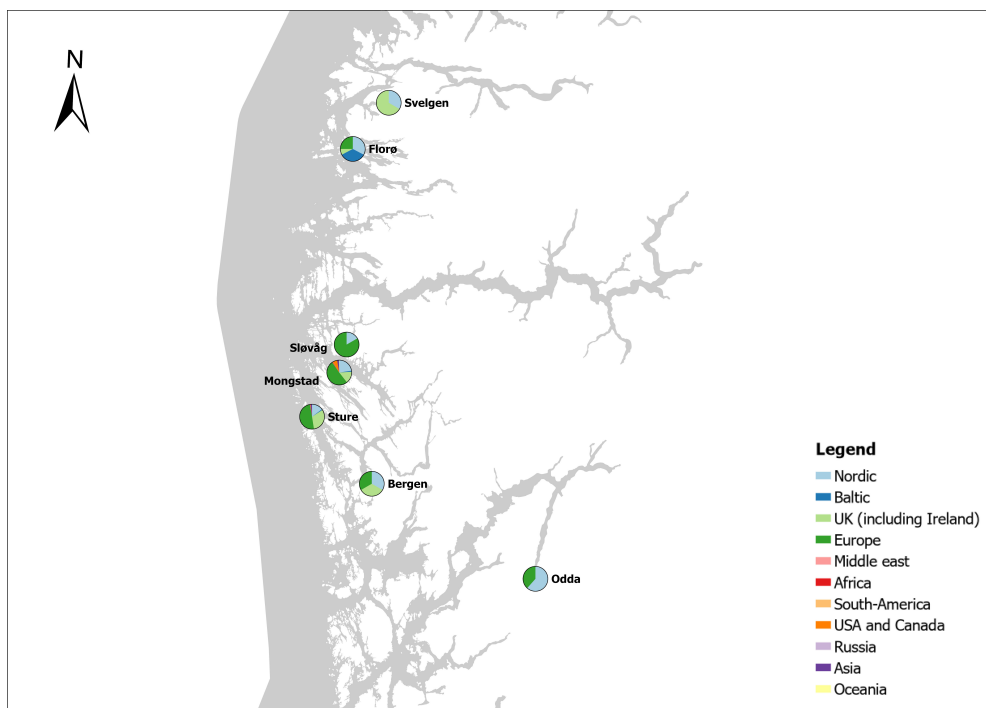 N
Svelgen
Florø
Sløvåg
Mongstad
Sture
Bergen
Odda
Legend
Nordic
Baltic
UK (including Ireland)
Europe
Middle east
Africa
South-America
USA and Canada
Russia
Asia
Oceania